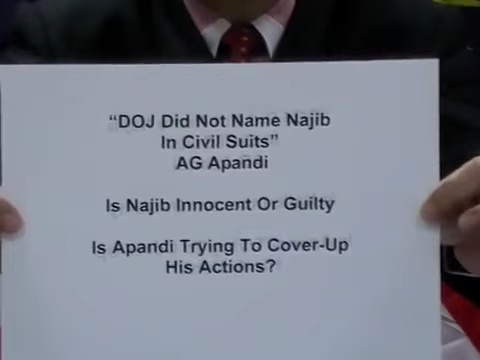 “DOJ Did Not Name Najib
In Civil Suits”
AG Apandi
Is Najib Innocent Or Guilty
Is Apandi Trying To Cover-Up
His Actions?